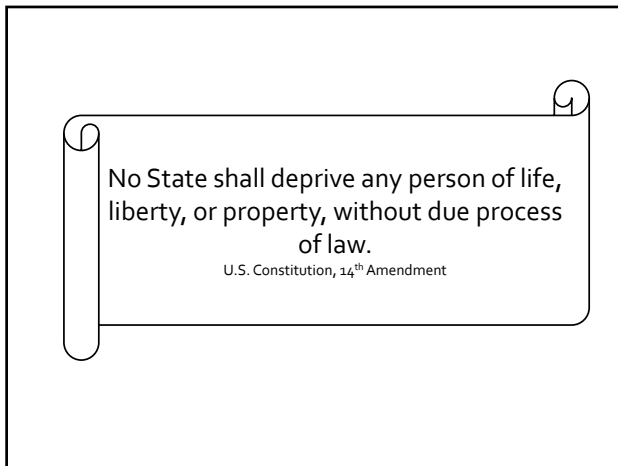 No State shall deprive any person of life,
liberty, or property, without due process
of law.
U.S. Constitution, 14th Amendment